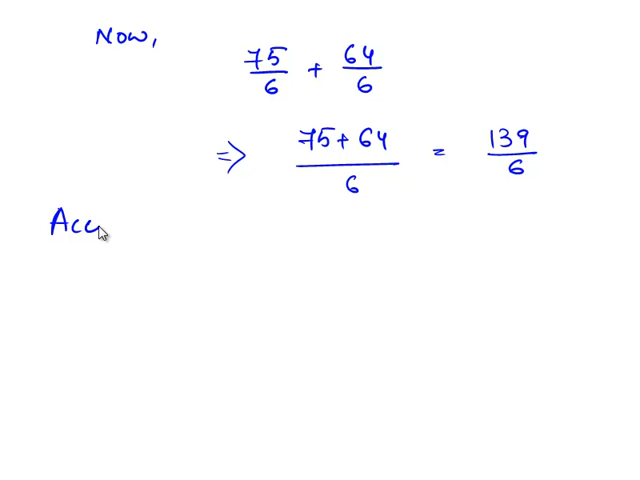 Now,
75/6 + 64/6
⇒ 75+64/6 = 139/6
Acc